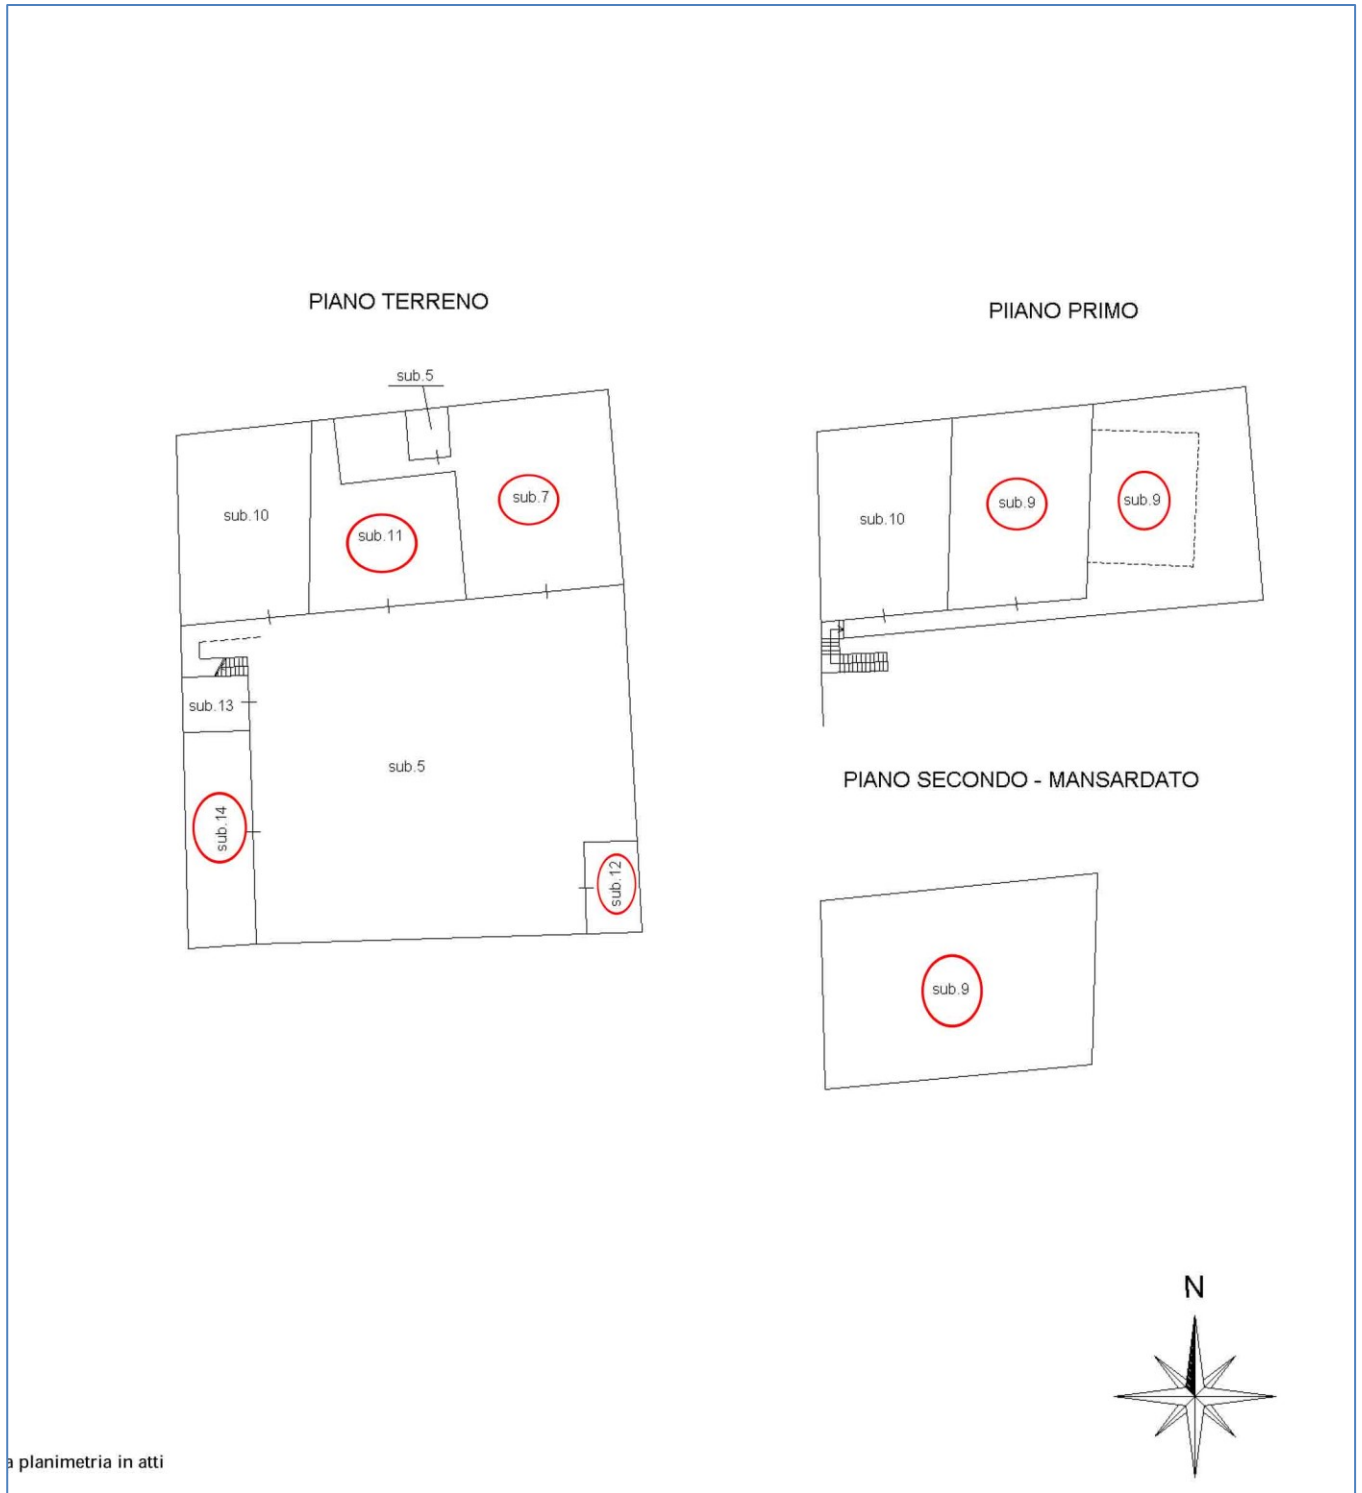 PIANO TERRENO
sub.5
sub.10
sub.11
sub.7
sub.13
sub.5
sub.14
sub.12
PIIANO PRIMO
sub.10
sub.9
sub.9
PIANO SECONDO - MANSARDATO
sub.9
N
a planimetria in atti